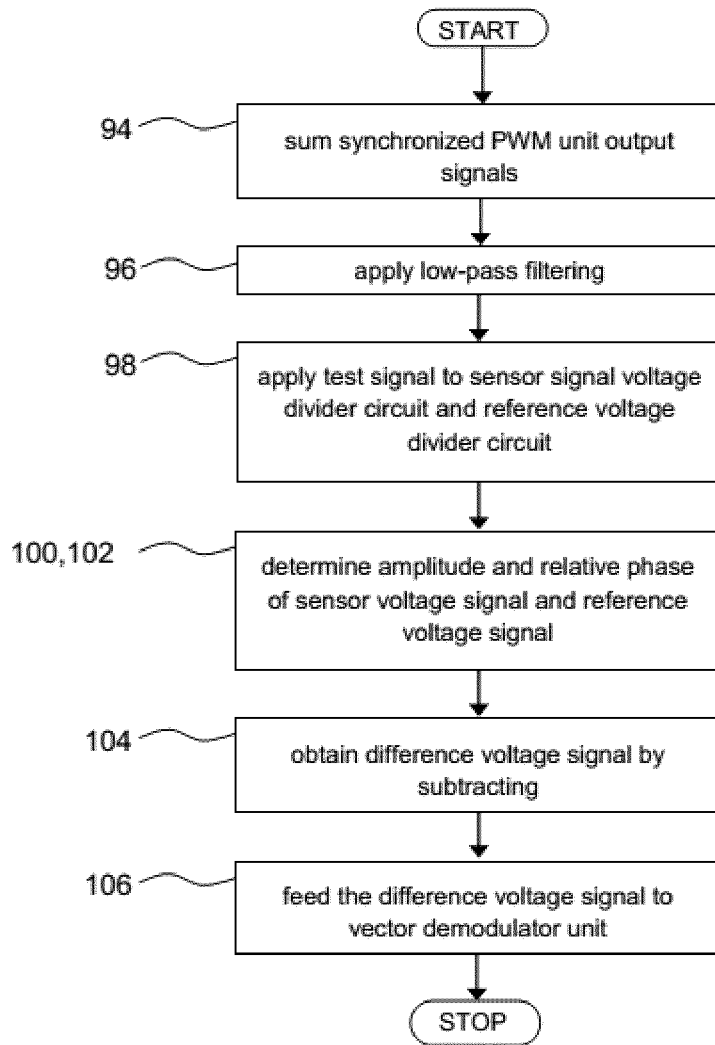 START
94
sum synchronized PWM unit output
signals
96
apply low-pass filtering
98
apply test signal to sensor signal voltage
divider circuit and reference voltage
divider circuit
100,102
determine amplitude and relative phase
of sensor voltage signal and reference
voltage signal
104
obtain difference voltage signal by
subtracting
106
feed the difference voltage signal to
vector demodulator unit
STOP